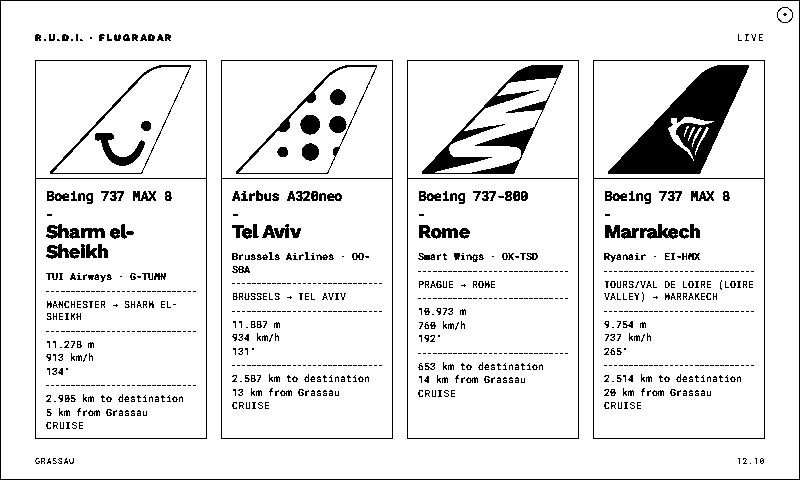 R.U.D.I. · FLUGRADAR
LIVE
Boeing 737 MAX 8
-
Sharm el-
Sheikh
TUI Airways · G-TUMN
MANCHESTER → SHARM EL-
SHEIKH
11.278 m
913 km/h
134°
2.905 km to destination
5 km from Grassau
CRUISE
Airbus A320neo
-
Tel Aviv
Brussels Airlines · OO-
SBA
BRUSSELS → TEL AVIV
11.887 m
934 km/h
131°
2.587 km to destination
13 km from Grassau
CRUISE
Boeing 737-800
-
Rome
Smart Wings · OK-TSD
PRAGUE → ROME
10.973 m
760 km/h
192°
653 km to destination
14 km from Grassau
CRUISE
Boeing 737 MAX 8
-
Marrakech
Ryanair · EI-HMX
TOURS/VAL DE LOIRE (LOIRE
VALLEY) → MARRAKECH
9.754 m
737 km/h
265°
2.514 km to destination
20 km from Grassau
CRUISE
GRASSAU
12.10